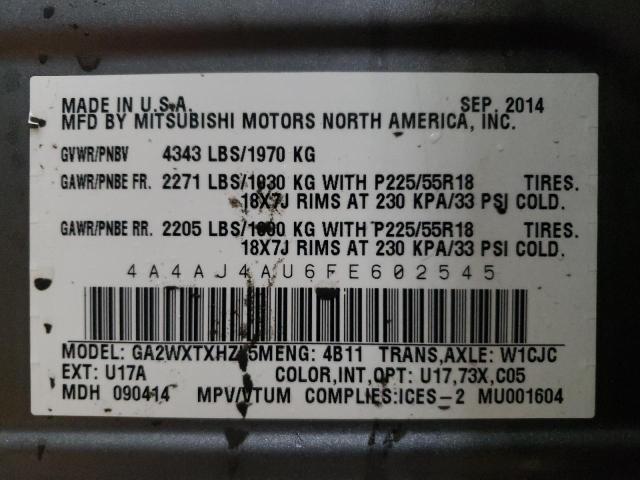 MADE IN U.S.A. SEP. 2014
MFD BY MITSUBISHI MOTORS NORTH AMERICA, INC.
GVWR/PNBV 4343 LBS/1970 KG
GAWR/PNBE FR. 2271 LBS/1030 KG WITH P225/55R18 TIRES.
18X7J RIMS AT 230 KPA/33 PSI COLD.
GAWR/PNBE RR. 2205 LBS/1000 KG WITH P225/55R18 TIRES.
18X7J RIMS AT 230 KPA/33 PSI COLD.
4A4AJ4AU6FE602545
MODEL: ENG: 4B11 TRANS,AXLE: W1CJC
EXT: U17A COLOR,INT,OPT: U17,73X,C05
MDH 090414 MPV/VTUM COMPLIES:ICES-2 MU001604